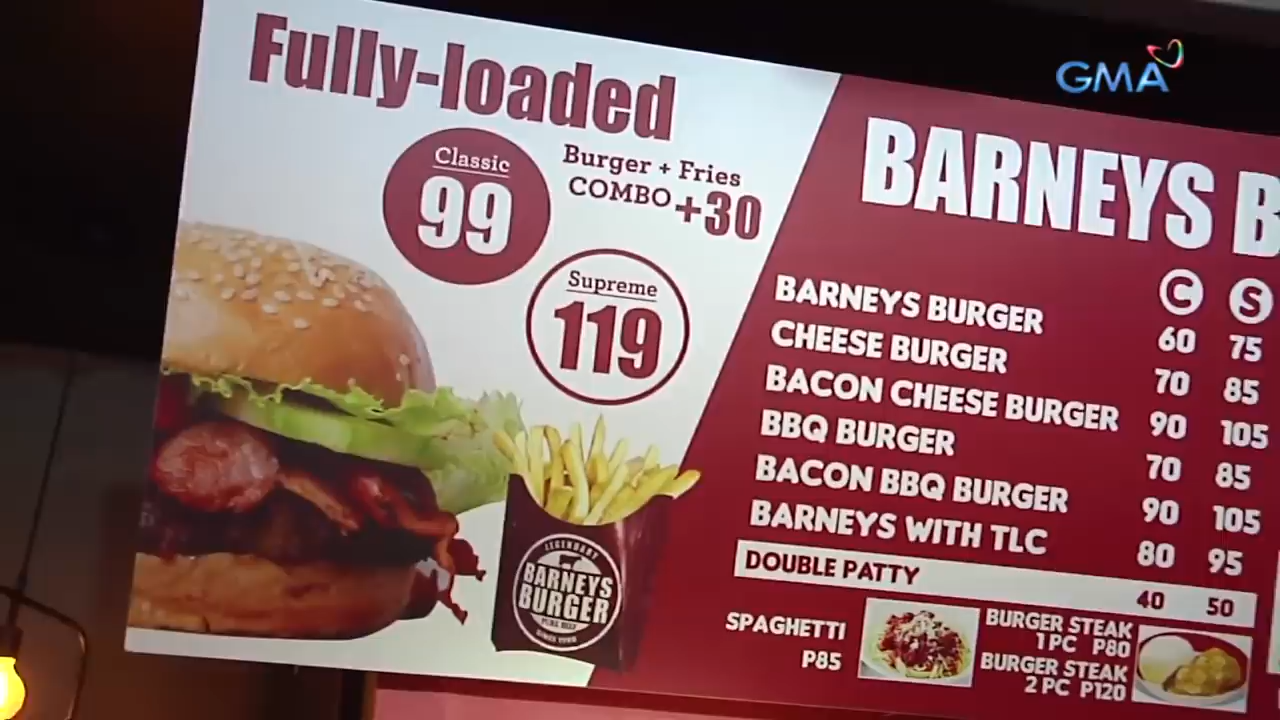 GMA
Fully-loaded
Classic
99
Burger + Fries
COMBO +30
Supreme
119
LEGENDARY
BARNEYS
BURGER
PURE BEEF
BARNEYS B
C S
BARNEYS BURGER 60 75
CHEESE BURGER 70 85
BACON CHEESE BURGER 90 105
BBQ BURGER 70 85
BACON BBQ BURGER 90 105
BARNEYS WITH TLC 80 95
DOUBLE PATTY 40 50
SPAGHETTI
P85
BURGER STEAK
1 PC P80
BURGER STEAK
2 PC P120